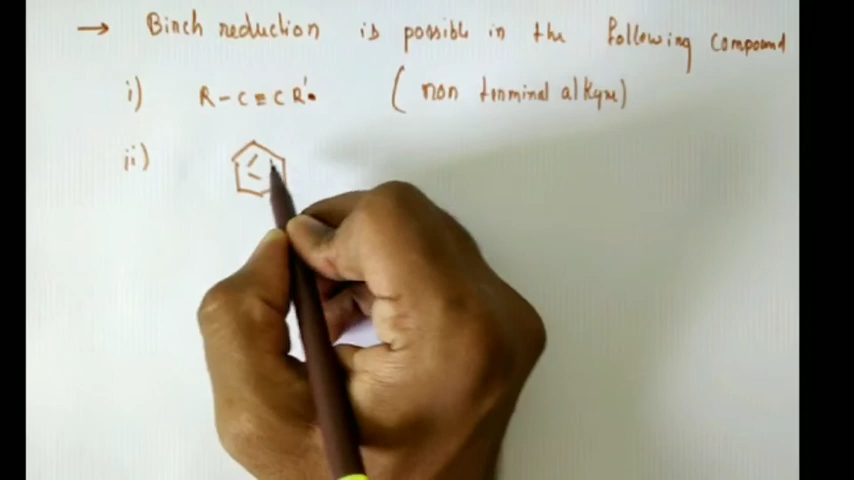 → Birch reduction is possible in the following compound
i) R-C≡CR' (non terminal alkyne)
ii)